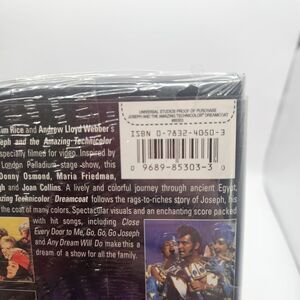 UNIVERSAL STUDIOS PROOF OF PURCHASE
JOSEPH AND THE AMAZING TECHNICOLOR DREAMCOAT
ISBN 0-7832-4060-3
0 9689-85303-3 0
Tim Rice and Andrew Lloyd Webber's
eph and the Amazing Technicolor
specially filmed for video. Inspired by
London Palladium stage show, this
Donny Osmond, Maria Friedman,
gh and Joan Collins. A lively and colorful journey through ancient Egypt,
azing Technicolor Dreamcoat follows the rags-to-riches story of Joseph, his
the coat of many colors. Spectacular visuals and an enchanting score packed
with hit songs, including Close
Every Door to Me, Go, Go, Go Joseph
and Any Dream Will Do make this a
dream of a show for all the family.